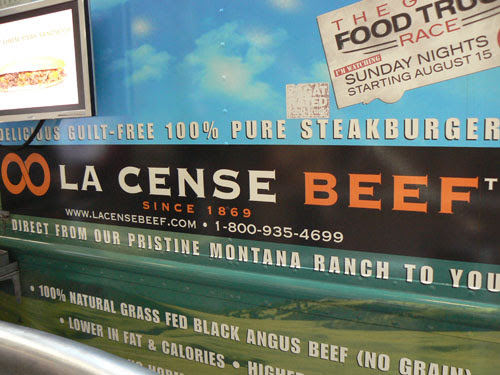 THE G
FOOD TRU
RACE
I'M WATCHING
SUNDAY NIGHTS
STARTING AUGUST 15
DELICIOUS GUILT-FREE 100% PURE STEAKBURGER
LA CENSE BEEF
SINCE 1869
WWW.LACENSEBEEF.COM • 1-800-935-4699
DIRECT FROM OUR PRISTINE MONTANA RANCH TO YOU
• 100% NATURAL GRASS FED BLACK ANGUS BEEF (NO GRAIN)
• LOWER IN FAT & CALORIES • HIGHE